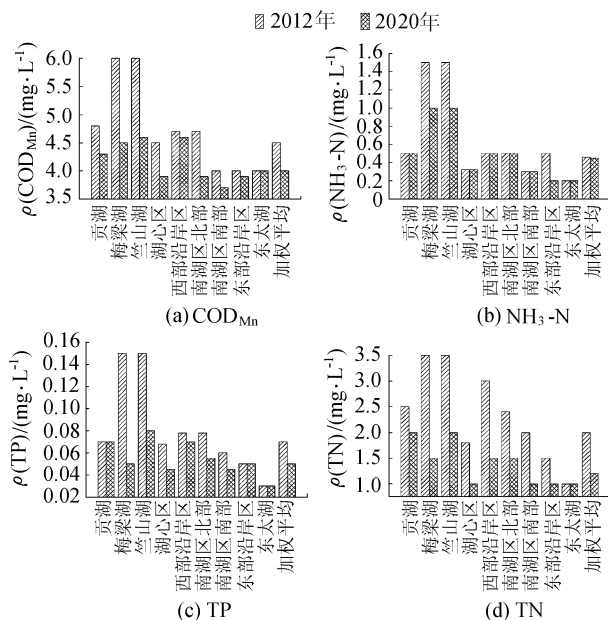 2012年 2020年
ρ(COD_Mn)/(mg·L⁻¹)
6.0
5.5
5.0
4.5
4.0
3.5
贡湖
梅梁湖
竺山湖
湖心区
西部沿岸区
南湖区北部
南湖区南部
东部沿岸区
东太湖
加权平均
(a) COD_Mn
ρ(NH₃-N)/(mg·L⁻¹)
1.6
1.4
1.2
1.0
0.8
0.6
0.4
0.2
0
贡湖
梅梁湖
竺山湖
湖心区
西部沿岸区
南湖区北部
南湖区南部
东部沿岸区
东太湖
加权平均
(b) NH₃-N
ρ(TP)/(mg·L⁻¹)
0.16
0.14
0.12
0.10
0.08
0.06
0.04
0.02
贡湖
梅梁湖
竺山湖
湖心区
西部沿岸区
南湖区北部
南湖区南部
东部沿岸区
东太湖
加权平均
(c) TP
ρ(TN)/(mg·L⁻¹)
3.5
3.0
2.5
2.0
1.5
1.0
贡湖
梅梁湖
竺山湖
湖心区
西部沿岸区
南湖区北部
南湖区南部
东部沿岸区
东太湖
加权平均
(d) TN